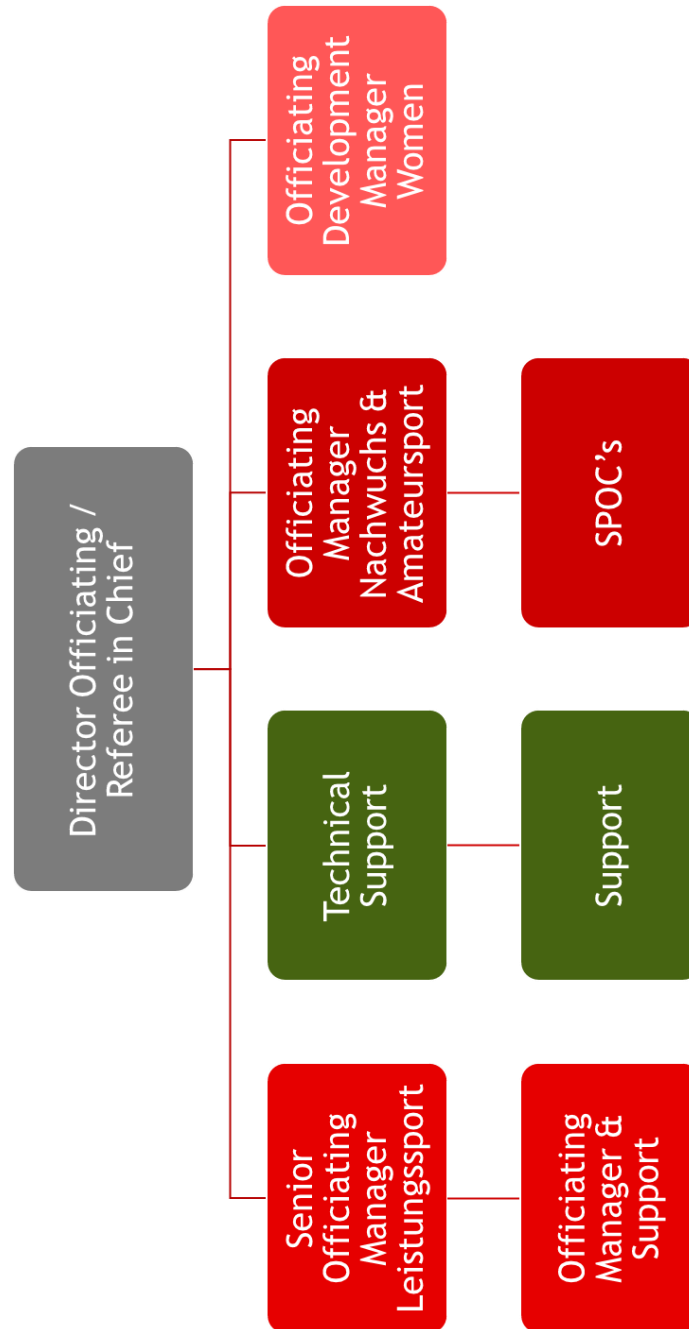 Director Officiating /
Referee in Chief
Senior
Officiating
Manager
Leistungssport
Technical
Support
Officiating
Manager
Nachwuchs &
Amateursport
Officiating
Development
Manager
Women
Officiating
Manager &
Support
Support
SPOC's